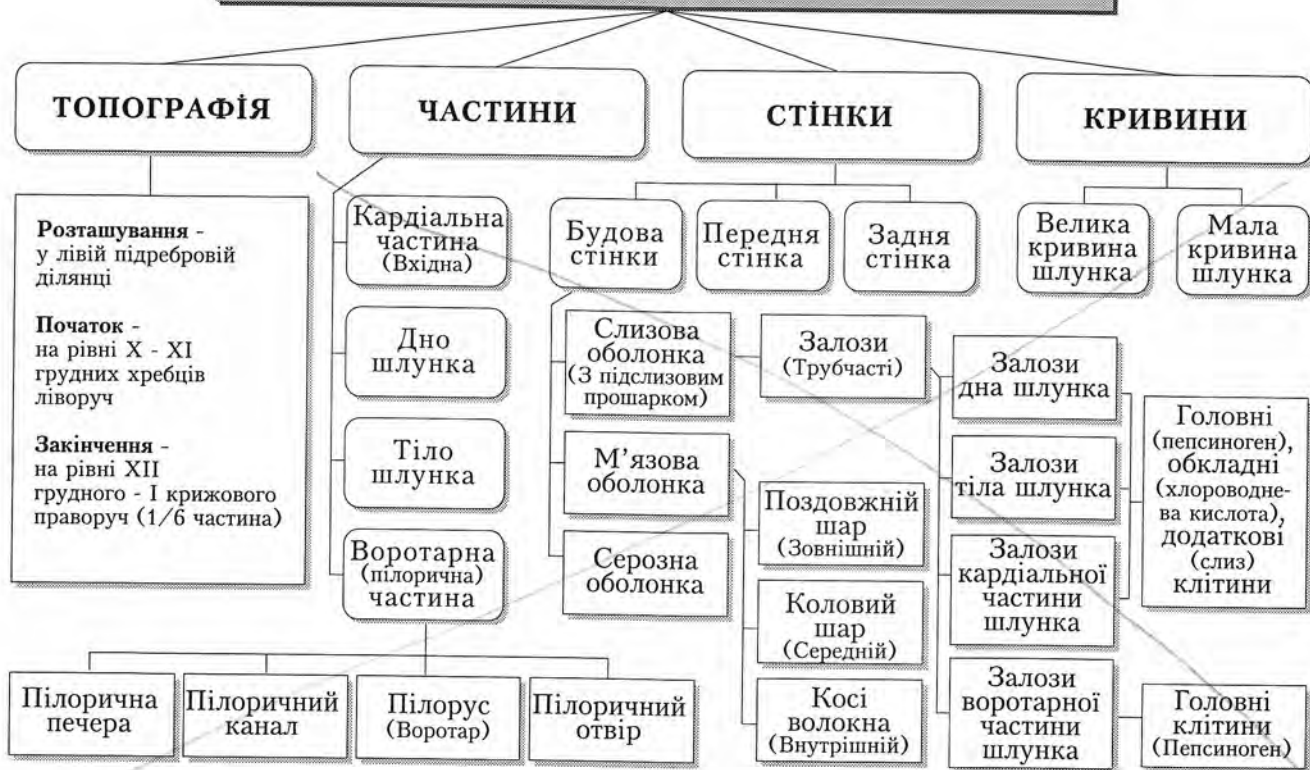 ТОПОГРАФІЯ
ЧАСТИНИ
СТІНКИ
КРИВИНИ
Розташування -
у лівій підребровій
ділянці
Початок -
на рівні X - XI
грудних хребців
ліворуч
Закінчення -
на рівні XII
грудного - I крижового
праворуч (1/6 частина)
Кардіальна
частина
(Вхідна)
Дно
шлунка
Тіло
шлунка
Воротарна
(пілорична)
частина
Пілорична
печера
Пілоричний
канал
Пілорус
(Воротар)
Пілоричний
отвір
Будова
стінки
Передня
стінка
Задня
стінка
Слизова
оболонка
(З підслизовим
прошарком)
М'язова
оболонка
Серозна
оболонка
Залози
(Трубчасті)
Поздовжній
шар
(Зовнішній)
Коловий
шар
(Середній)
Косі
волокна
(Внутрішній)
Залози
дна шлунка
Залози
тіла шлунка
Залози
кардіальної
частини
шлунка
Залози
воротарної
частини
шлунка
Головні
(пепсиноген),
обкладні
(хлороводне-
ва кислота),
додаткові
(слиз)
клітини
Головні
клітини
(Пепсиноген)
Велика
кривина
шлунка
Мала
кривина
шлунка